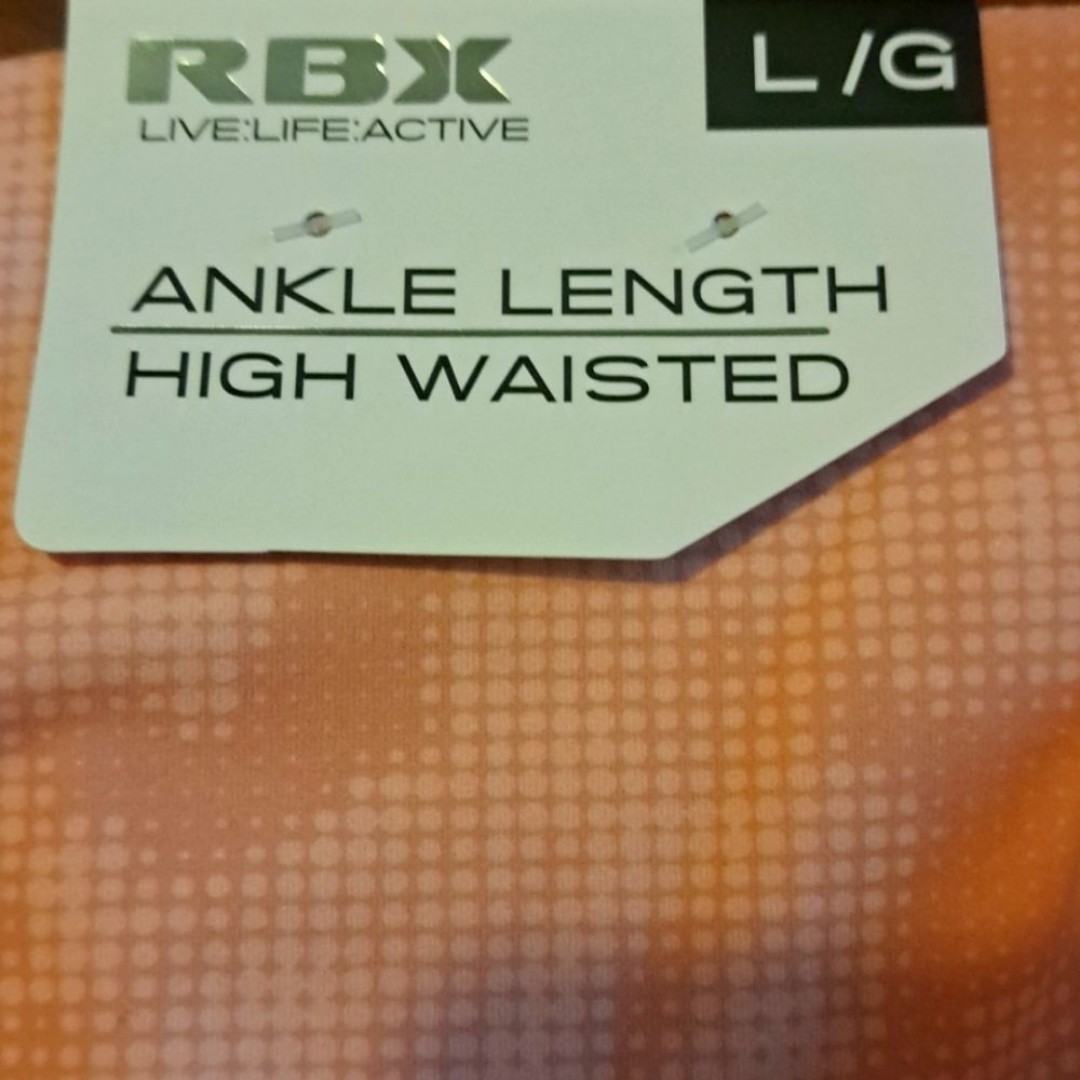 RBX
L/G
LIVE:LIFE:ACTIVE
ANKLE LENGTH
HIGH WAISTED